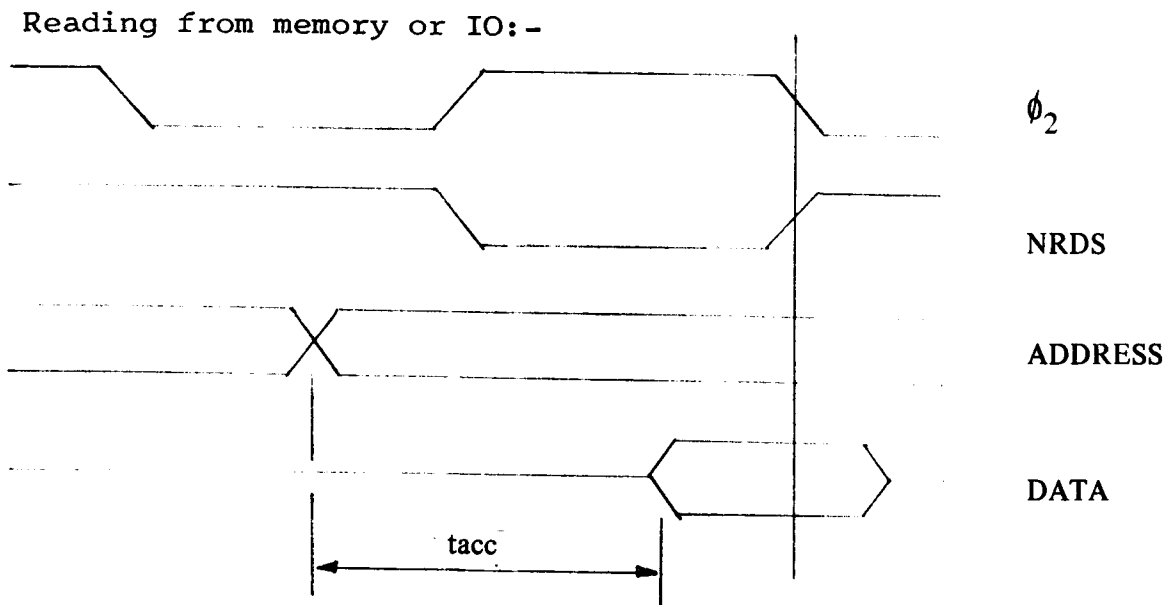 Reading from memory or IO:-
ϕ2
NRDS
ADDRESS
DATA
tacc